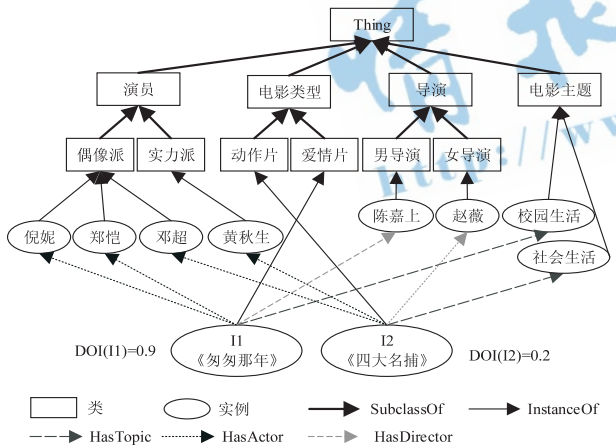 Thing
演员
电影类型
导演
电影主题
偶像派
实力派
动作片
爱情片
男导演
女导演
倪妮
郑恺
邓超
黄秋生
陈嘉上
赵薇
校园生活
社会生活
DOI(I1)=0.9
I1
《匆匆那年》
I2
《四大名捕》
DOI(I2)=0.2
类
实例
SubclassOf
InstanceOf
HasTopic
HasActor
HasDirector
http://w